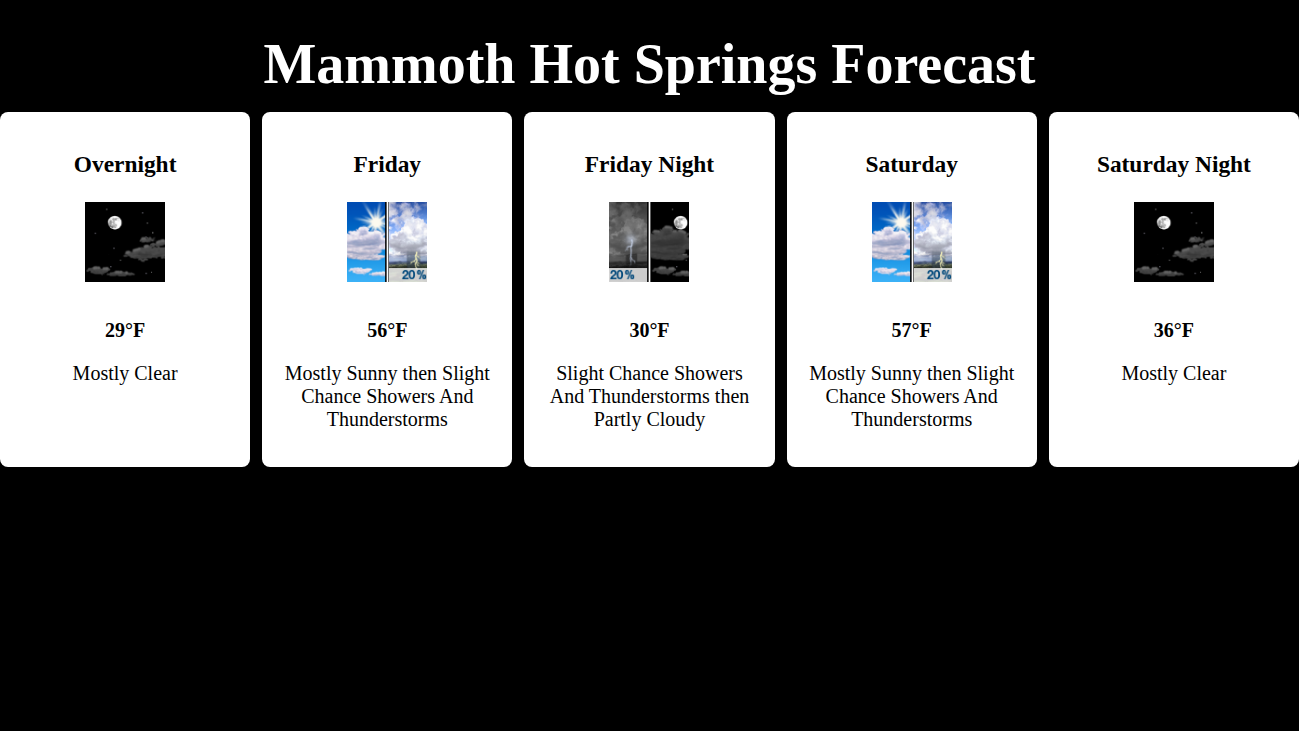 Mammoth Hot Springs Forecast
Overnight
29°F
Mostly Clear
Friday
20%
56°F
Mostly Sunny then Slight
Chance Showers And
Thunderstorms
Friday Night
20%
30°F
Slight Chance Showers
And Thunderstorms then
Partly Cloudy
Saturday
20%
57°F
Mostly Sunny then Slight
Chance Showers And
Thunderstorms
Saturday Night
36°F
Mostly Clear